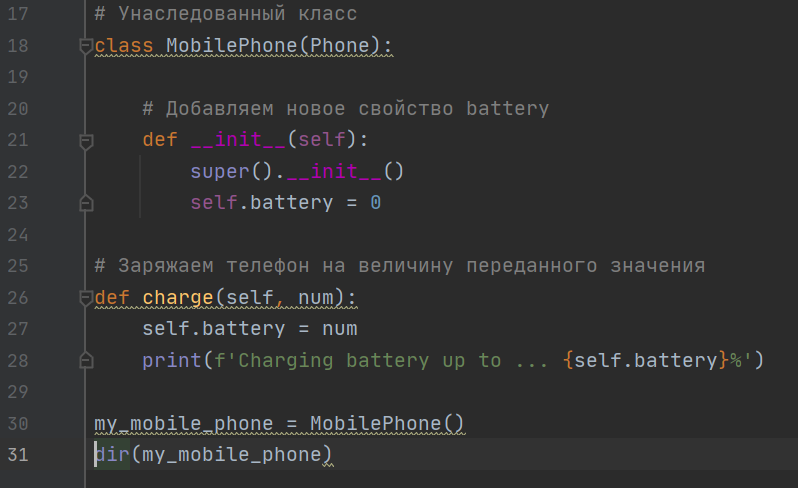 17 # Унаследованный класс
18 class MobilePhone(Phone):
19
20     # Добавляем новое свойство battery
21     def __init__(self):
22         super().__init__()
23         self.battery = 0
24
25 # Заряжаем телефон на величину переданного значения
26 def charge(self, num):
27     self.battery = num
28     print(f'Charging battery up to ... {self.battery}%')
29
30 my_mobile_phone = MobilePhone()
31 dir(my_mobile_phone)